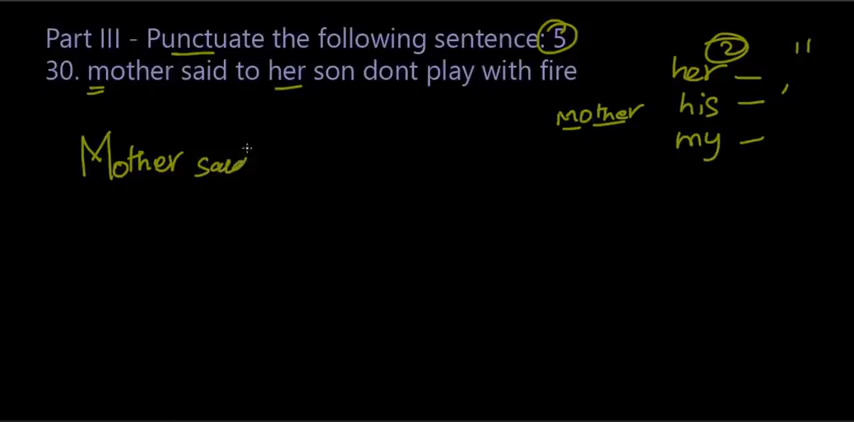 Part III - Punctuate the following sentence: 5
30. mother said to her son dont play with fire
2
her — "
mother his — ,
my —
Mother said